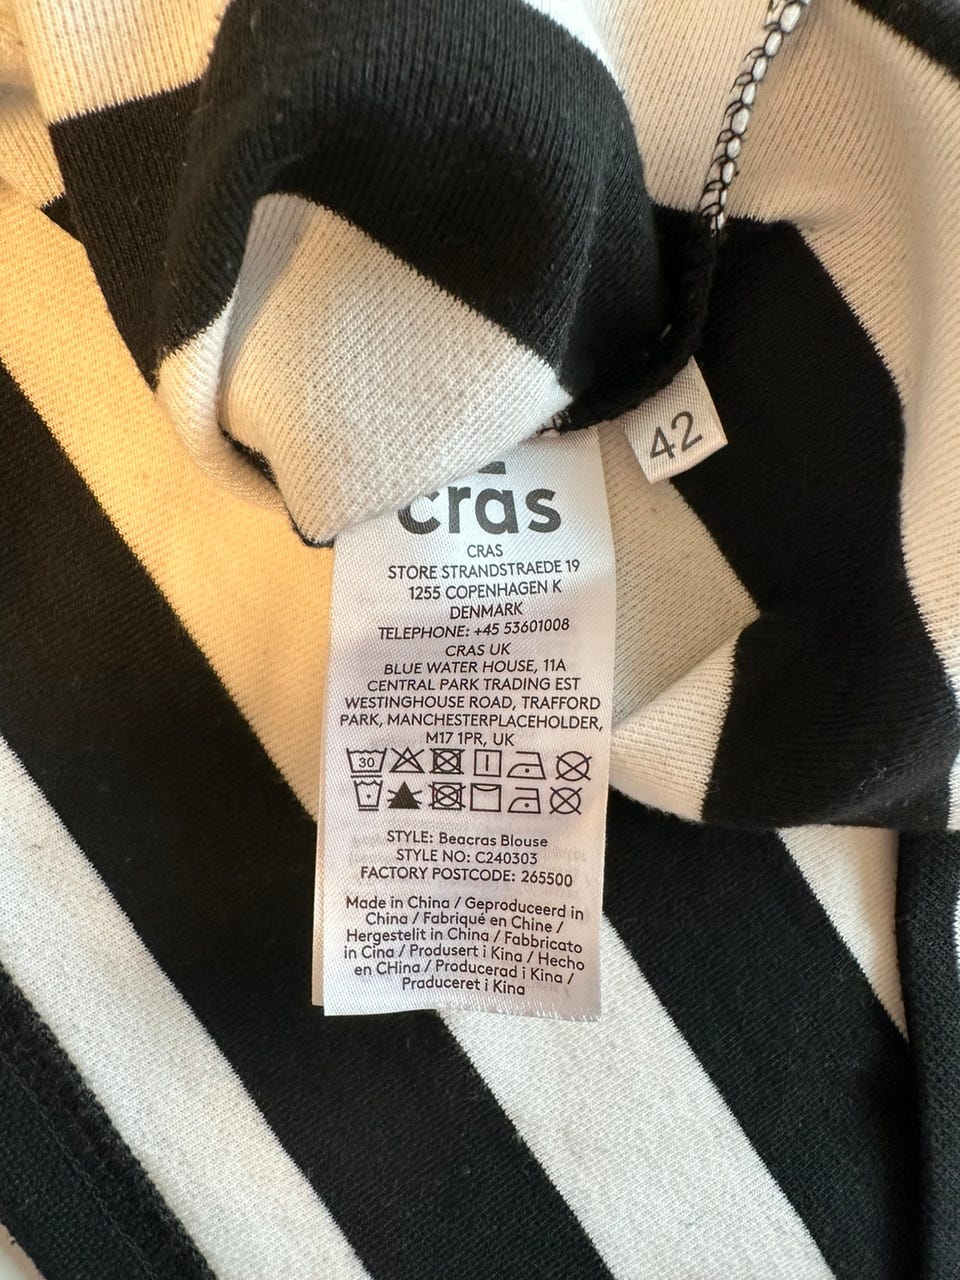 42
cras
CRAS
STORE STRANDSTRAEDE 19
1255 COPENHAGEN K
DENMARK
TELEPHONE: +45 53601008
CRAS UK
BLUE WATER HOUSE, 11A
CENTRAL PARK TRADING EST
WESTINGHOUSE ROAD, TRAFFORD
PARK, MANCHESTERPLACEHOLDER,
M17 1PR, UK
30
STYLE: Beacras Blouse
STYLE NO: C240303
FACTORY POSTCODE: 265500
Made in China / Geproduceerd in
China / Fabriqué en Chine /
Hergestelit in China / Fabbricato
in Cina / Produsert i Kina / Hecho
en CHina / Producerad i Kina /
Praduceret i Kina